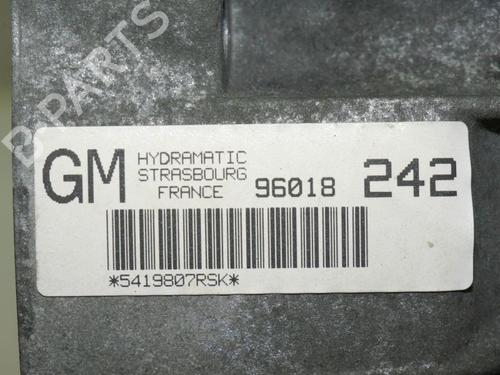 B-PARTS
GM HYDRAMATIC
STRASBOURG
FRANCE 96018 242
*5419807RSK*